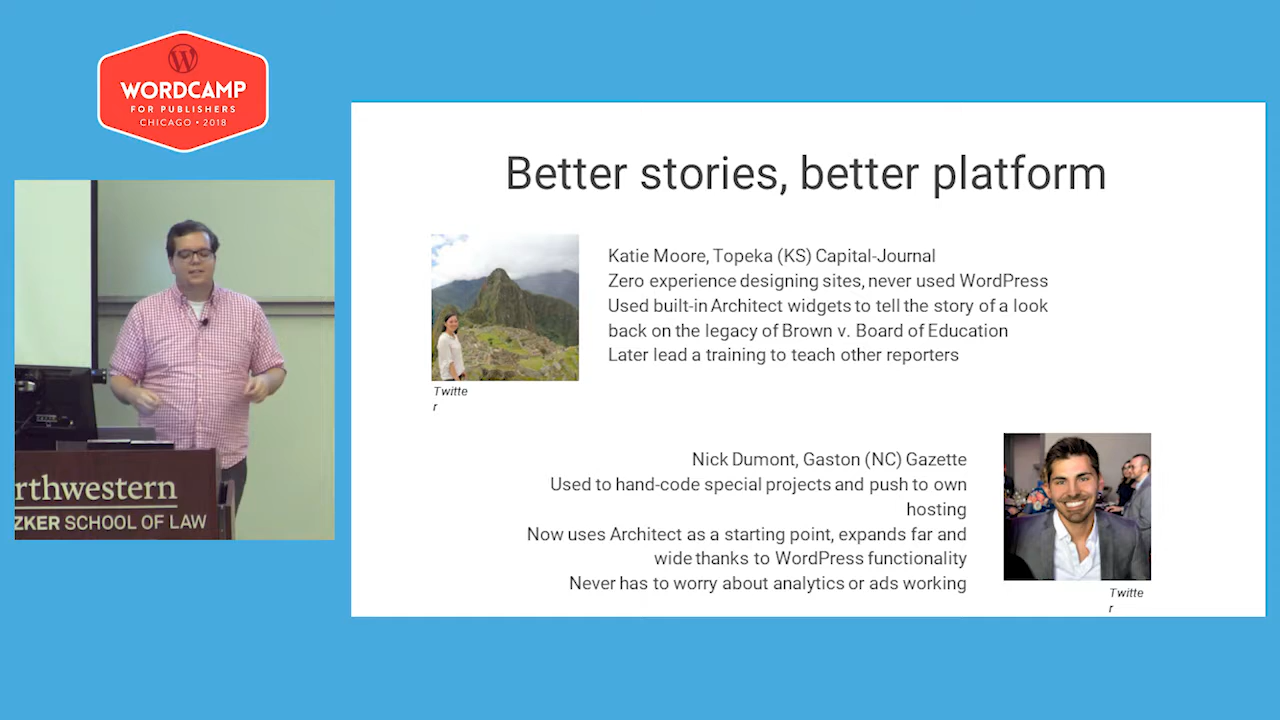 WORDCAMP
FOR PUBLISHERS
CHICAGO • 2018
Better stories, better platform
Katie Moore, Topeka (KS) Capital-Journal
Zero experience designing sites, never used WordPress
Used built-in Architect widgets to tell the story of a look
back on the legacy of Brown v. Board of Education
Later lead a training to teach other reporters
Twitte
r
Nick Dumont, Gaston (NC) Gazette
Used to hand-code special projects and push to own
hosting
Now uses Architect as a starting point, expands far and
wide thanks to WordPress functionality
Never has to worry about analytics or ads working
Twitte
r
rthwestern
ZKER SCHOOL OF LAW